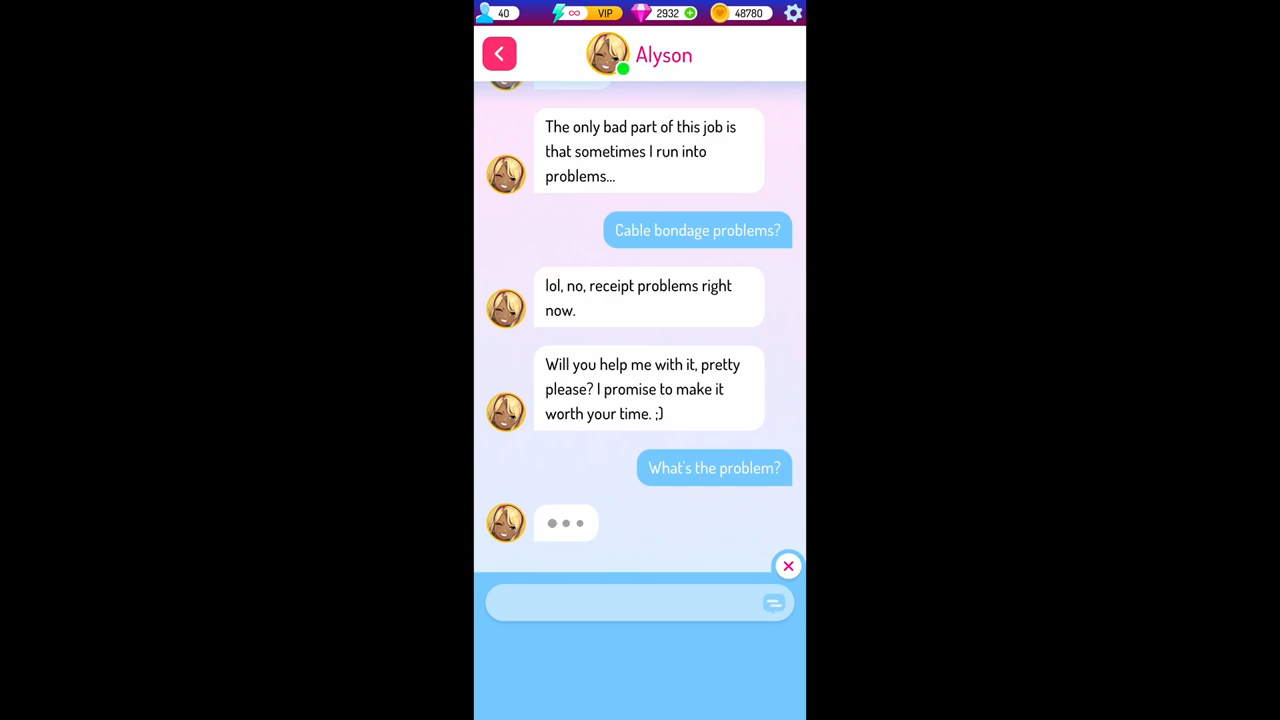 40 ∞ VIP 2932 48780
Alyson
The only bad part of this job is
that sometimes I run into
problems...
Cable bondage problems?
lol, no, receipt problems right
now.
Will you help me with it, pretty
please? I promise to make it
worth your time. ;)
What's the problem?